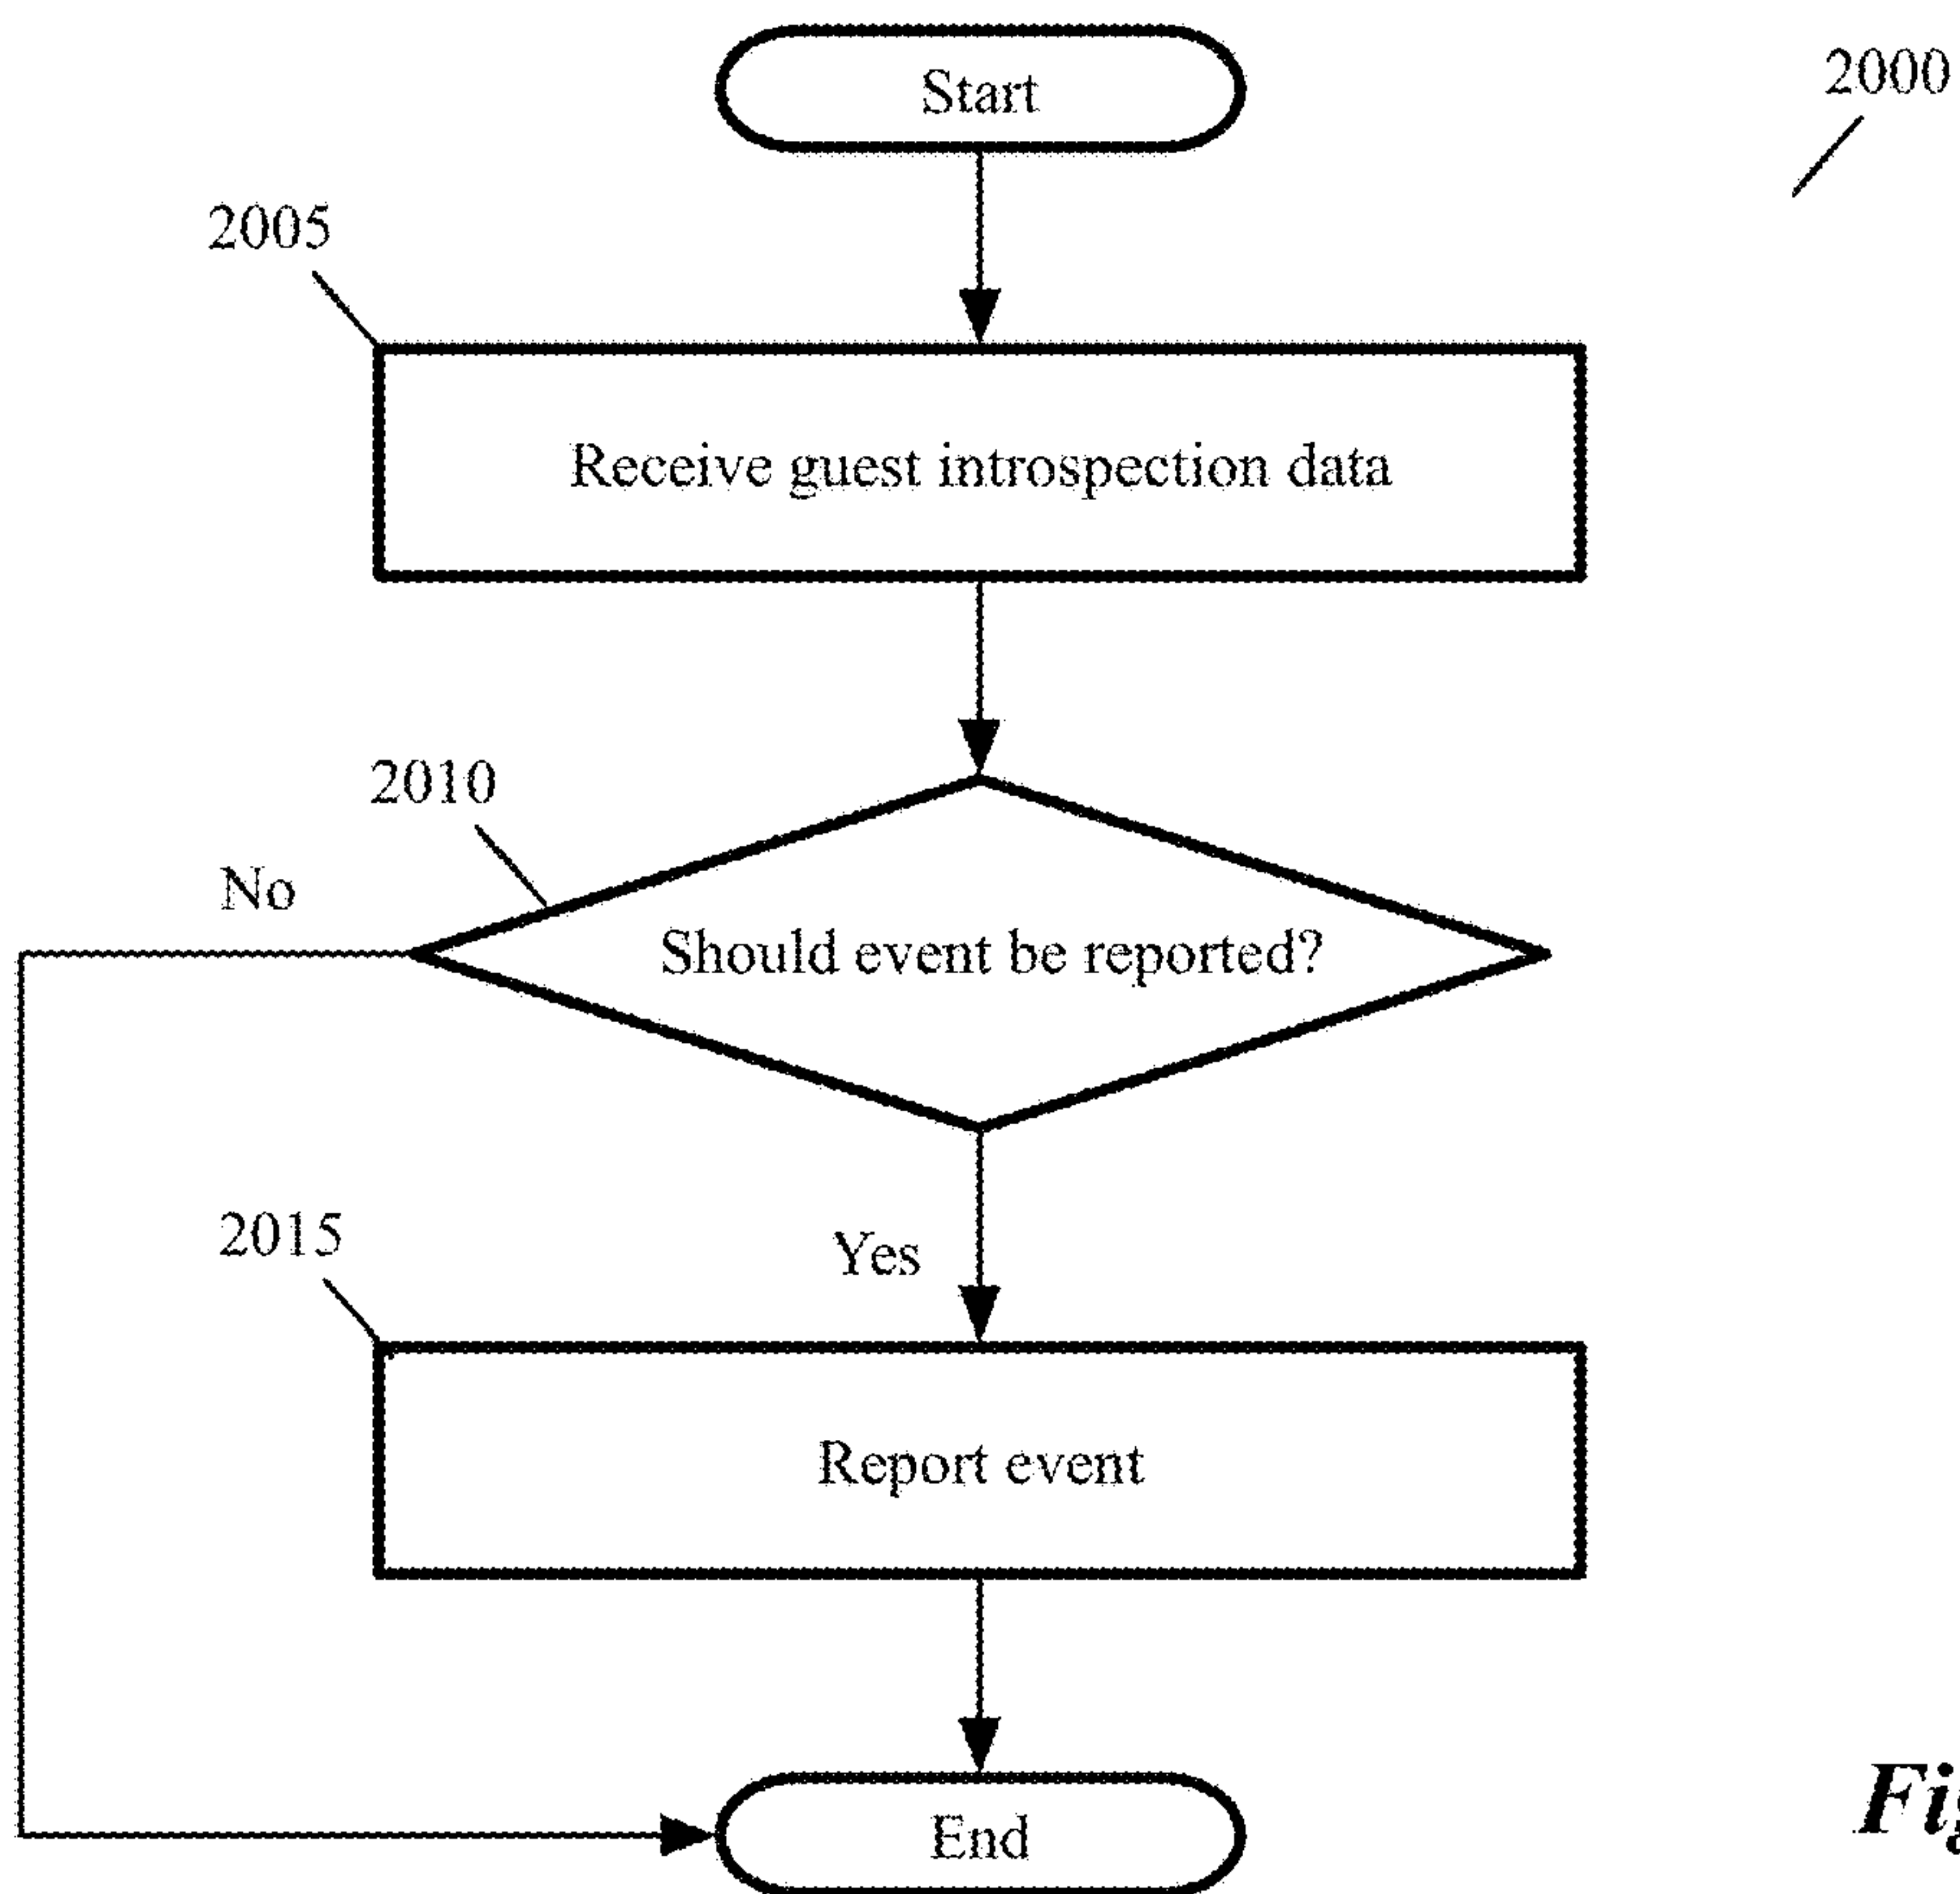 Start
2000
2005
Receive guest introspection data
2010
No
Should event be reported?
2015
Yes
Report event
End